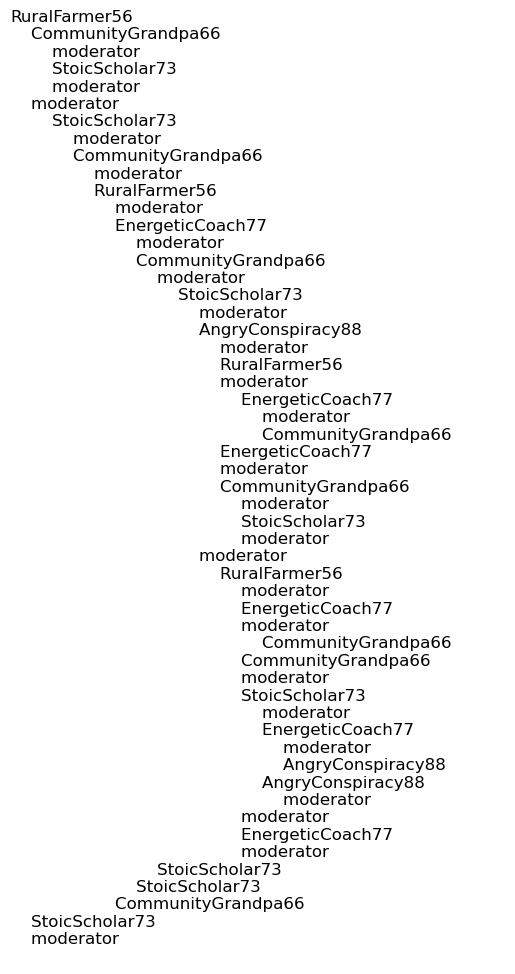 RuralFarmer56
CommunityGrandpa66
moderator
StoicScholar73
moderator
moderator
StoicScholar73
moderator
CommunityGrandpa66
moderator
RuralFarmer56
moderator
EnergeticCoach77
moderator
CommunityGrandpa66
moderator
StoicScholar73
moderator
AngryConspiracy88
moderator
RuralFarmer56
moderator
EnergeticCoach77
moderator
CommunityGrandpa66
EnergeticCoach77
moderator
CommunityGrandpa66
moderator
StoicScholar73
moderator
moderator
RuralFarmer56
moderator
EnergeticCoach77
moderator
CommunityGrandpa66
CommunityGrandpa66
moderator
StoicScholar73
moderator
EnergeticCoach77
moderator
AngryConspiracy88
AngryConspiracy88
moderator
moderator
EnergeticCoach77
moderator
StoicScholar73
StoicScholar73
CommunityGrandpa66
StoicScholar73
moderator